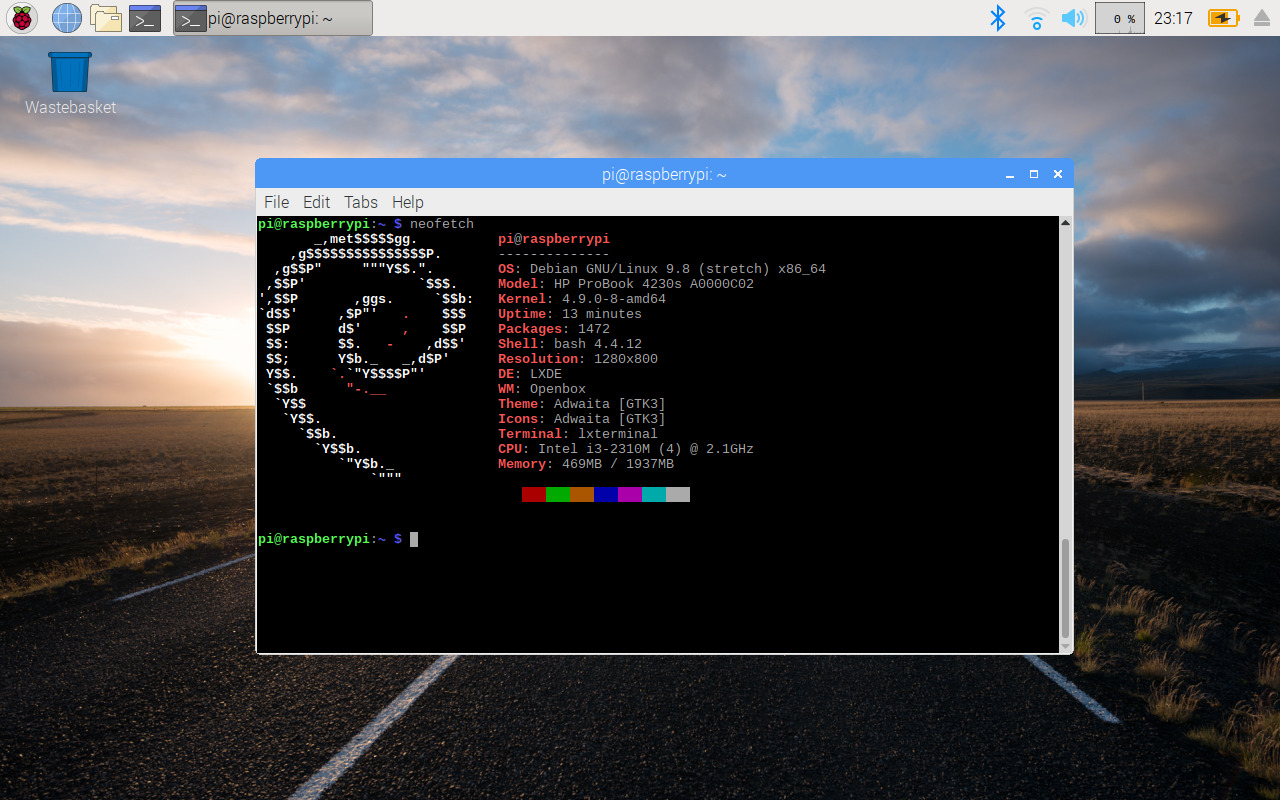 pi@raspberrypi: ~
0 %
23:17
Wastebasket
pi@raspberrypi: ~
File Edit Tabs Help
pi@raspberrypi:~ $ neofetch
_,met$$$$$gg.
,g$$$$$$$$$$$$$$$P.
,g$$P"     """Y$$.".
,$$P'              `$$$.
',$$P       ,ggs.     `$$b:
`d$$'     ,$P"'   .    $$$
$$P      d$'     ,    $$P
$$:      $$.   -    ,d$$'
$$;      Y$b._   _,d$P'
Y$$.    `.`"Y$$$$P"'
`$$b      "-.__
`Y$$
`Y$$.
`$$b.
`Y$$b.
`"Y$b._
`"""
pi@raspberrypi
--------------
OS: Debian GNU/Linux 9.8 (stretch) x86_64
Model: HP ProBook 4230s A0000C02
Kernel: 4.9.0-8-amd64
Uptime: 13 minutes
Packages: 1472
Shell: bash 4.4.12
Resolution: 1280x800
DE: LXDE
WM: Openbox
Theme: Adwaita [GTK3]
Icons: Adwaita [GTK3]
Terminal: lxterminal
CPU: Intel i3-2310M (4) @ 2.1GHz
Memory: 469MB / 1937MB
pi@raspberrypi:~ $